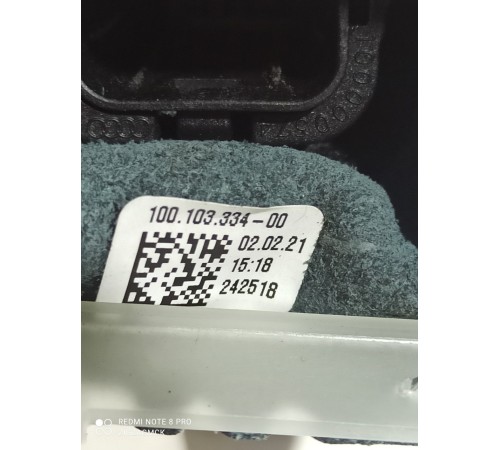 100.103.334-00
02.02.21
15:18
242518
REDMI NOTE 8 PRO